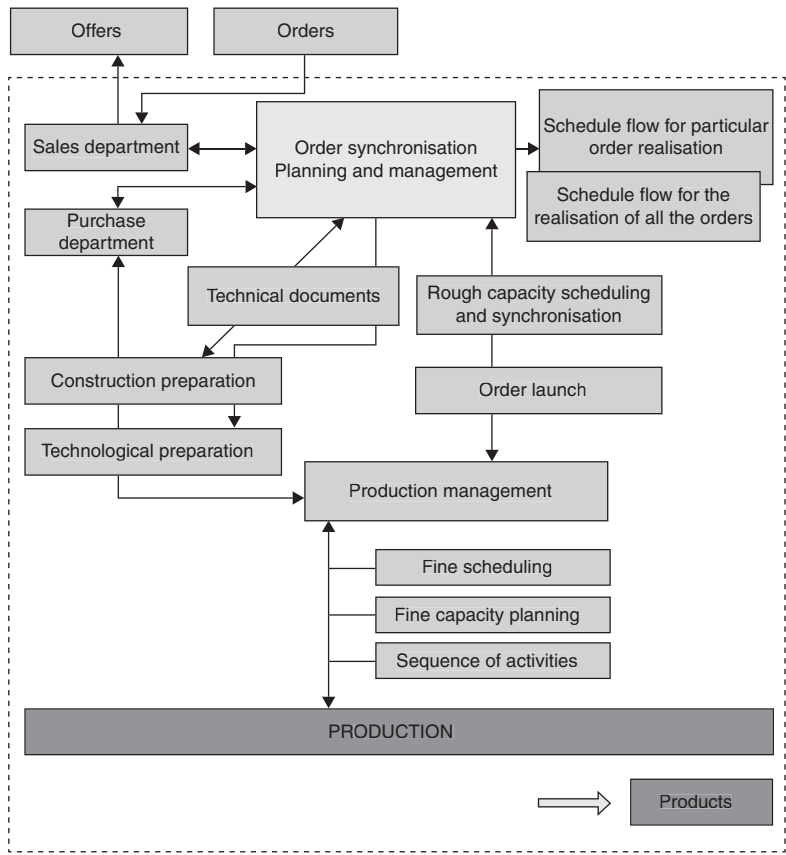 Offers
Orders
Sales department
Order synchronisation
Planning and management
Schedule flow for particular
order realisation
Schedule flow for the
realisation of all the orders
Purchase
department
Technical documents
Rough capacity scheduling
and synchronisation
Construction preparation
Order launch
Technological preparation
Production management
Fine scheduling
Fine capacity planning
Sequence of activities
PRODUCTION
Products